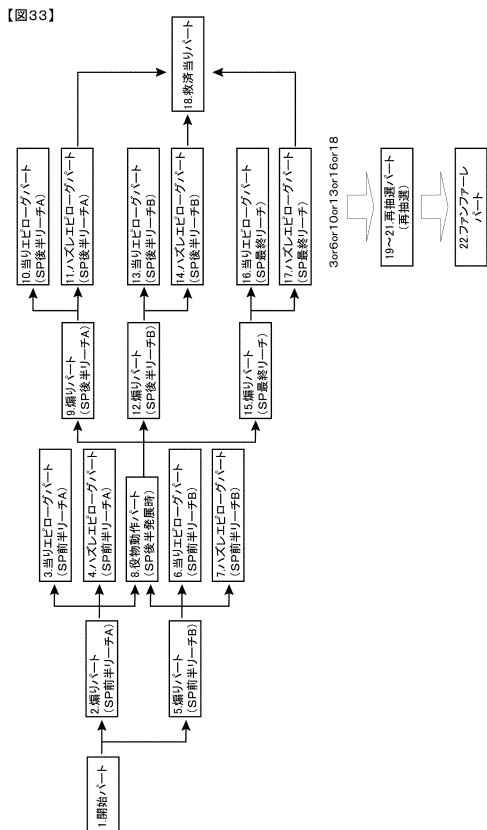 【図33】
1.開始パート
2.煽りパート
(SP前半リーチA)
5.煽りパート
(SP前半リーチB)
3.当りエピローグパート
(SP前半リーチA)
4.ハズレエピローグパート
(SP前半リーチA)
8.役物動作パート
(SP後半発展時)
6.当りエピローグパート
(SP前半リーチB)
7.ハズレエピローグパート
(SP前半リーチB)
9.煽りパート
(SP後半リーチA)
12.煽りパート
(SP後半リーチB)
15.煽りパート
(SP最終リーチ)
10.当りエピローグパート
(SP後半リーチA)
11.ハズレエピローグパート
(SP後半リーチA)
13.当りエピローグパート
(SP後半リーチB)
14.ハズレエピローグパート
(SP後半リーチB)
16.当りエピローグパート
(SP最終リーチ)
17.ハズレエピローグパート
(SP最終リーチ)
18.救済当りパート
3or6or10or13or16or18
19～21.再抽選パート
(再抽選)
22.ファンファーレ
パート